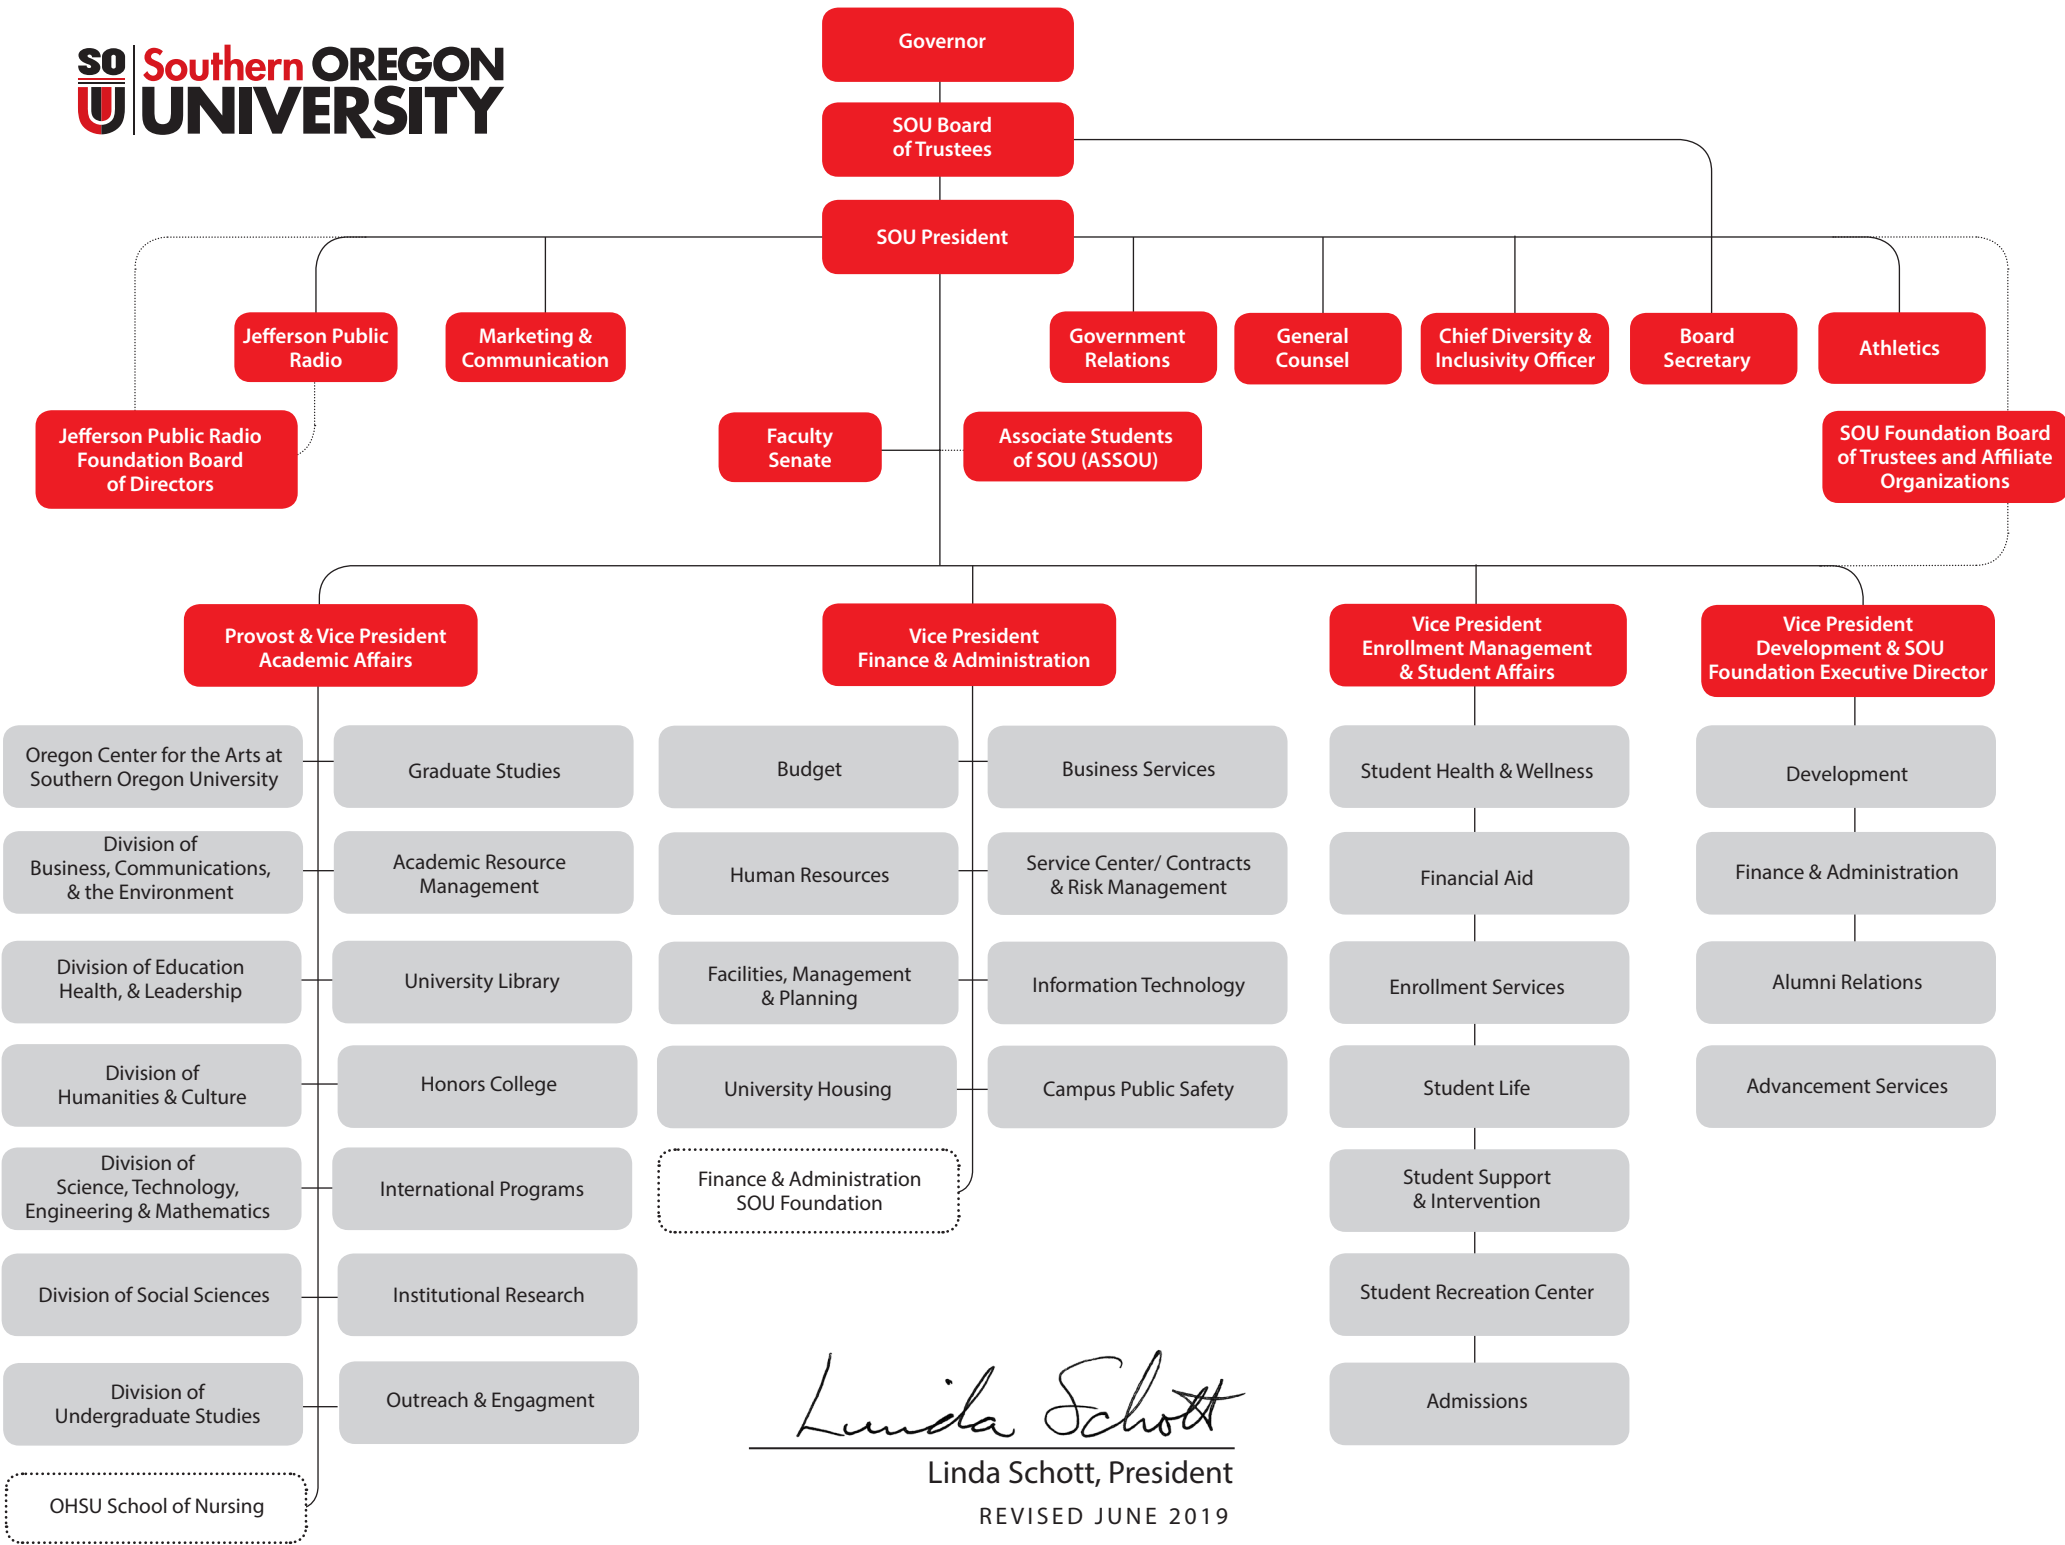 SO
U
Southern OREGON
UNIVERSITY
Governor
SOU Board
of Trustees
SOU President
Jefferson Public
Radio
Marketing &
Communication
Government
Relations
General
Counsel
Chief Diversity &
Inclusivity Officer
Board
Secretary
Athletics
Jefferson Public Radio
Foundation Board
of Directors
Faculty
Senate
Associate Students
of SOU (ASSOU)
SOU Foundation Board
of Trustees and Affiliate
Organizations
Provost & Vice President
Academic Affairs
Vice President
Finance & Administration
Vice President
Enrollment Management
& Student Affairs
Vice President
Development & SOU
Foundation Executive Director
Oregon Center for the Arts at
Southern Oregon University
Graduate Studies
Division of
Business, Communications,
& the Environment
Academic Resource
Management
Division of Education
Health, & Leadership
University Library
Division of
Humanities & Culture
Honors College
Division of
Science, Technology,
Engineering & Mathematics
International Programs
Division of Social Sciences
Institutional Research
Division of
Undergraduate Studies
Outreach & Engagment
OHSU School of Nursing
Budget
Business Services
Human Resources
Service Center/ Contracts
& Risk Management
Facilities, Management
& Planning
Information Technology
University Housing
Campus Public Safety
Finance & Administration
SOU Foundation
Student Health & Wellness
Financial Aid
Enrollment Services
Student Life
Student Support
& Intervention
Student Recreation Center
Admissions
Development
Finance & Administration
Alumni Relations
Advancement Services
Linda Schott
Linda Schott, President
REVISED JUNE 2019